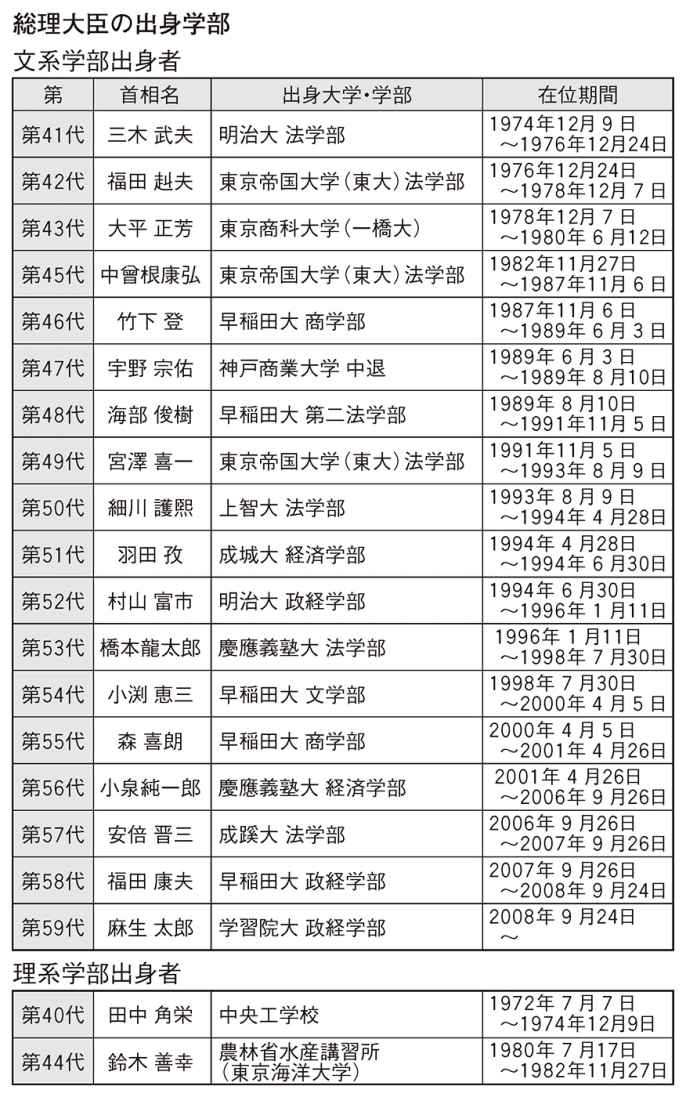 総理大臣の出身学部
文系学部出身者
第 首相名 出身大学・学部 在位期間
第41代 三木 武夫 明治大 法学部 1974年12月 9 日
～1976年12月24日
第42代 福田 赳夫 東京帝国大学（東大）法学部 1976年12月24日
～1978年12月 7 日
第43代 大平 正芳 東京商科大学（一橋大） 1978年12月 7 日
～1980年 6 月12日
第45代 中曾根康弘 東京帝国大学（東大）法学部 1982年11月27日
～1987年11月 6 日
第46代 竹下 登 早稲田大 商学部 1987年11月 6 日
～1989年 6 月 3 日
第47代 宇野 宗佑 神戸商業大学 中退 1989年 6 月 3 日
～1989年 8 月10日
第48代 海部 俊樹 早稲田大 第二法学部 1989年 8 月10日
～1991年11月 5 日
第49代 宮澤 喜一 東京帝国大学（東大）法学部 1991年11月 5 日
～1993年 8 月 9 日
第50代 細川 護熙 上智大 法学部 1993年 8 月 9 日
～1994年 4 月28日
第51代 羽田 孜 成城大 経済学部 1994年 4 月28日
～1994年 6 月30日
第52代 村山 富市 明治大 政経学部 1994年 6 月30日
～1996年 1 月11日
第53代 橋本龍太郎 慶應義塾大 法学部 1996年 1 月11日
～1998年 7 月30日
第54代 小渕 恵三 早稲田大 文学部 1998年 7 月30日
～2000年 4 月 5 日
第55代 森 喜朗 早稲田大 商学部 2000年 4 月 5 日
～2001年 4 月26日
第56代 小泉純一郎 慶應義塾大 経済学部 2001年 4 月26日
～2006年 9 月26日
第57代 安倍 晋三 成蹊大 法学部 2006年 9 月26日
～2007年 9 月26日
第58代 福田 康夫 早稲田大 政経学部 2007年 9 月26日
～2008年 9 月24日
第59代 麻生 太郎 学習院大 政経学部 2008年 9 月24日
～
理系学部出身者
第40代 田中 角栄 中央工学校 1972年 7 月 7 日
～1974年12月9日
第44代 鈴木 善幸 農林省水産講習所 1980年 7 月17日
（東京海洋大学） ～1982年11月27日